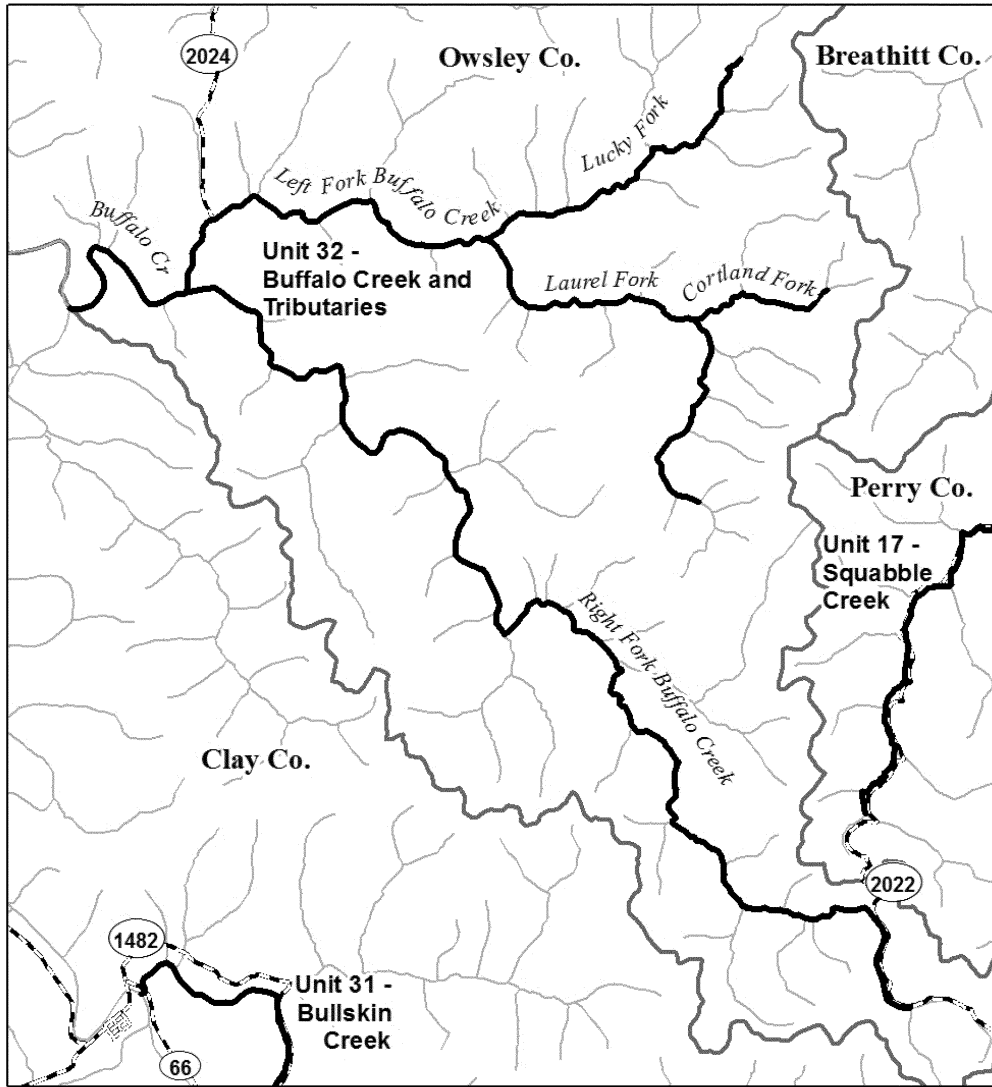 2024
Owsley Co.
Breathitt Co.
Lucky Fork
Left Fork Buffalo Creek
Buffalo Cr
Unit 32 -
Buffalo Creek and
Tributaries
Laurel Fork
Cortland Fork
Perry Co.
Unit 17 -
Squabble
Creek
Right Fork Buffalo Creek
Clay Co.
2022
1482
Unit 31 -
Bullskin
Creek
66